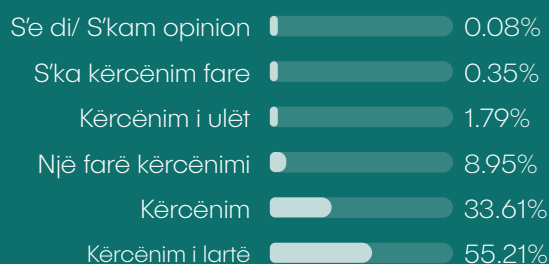 S'e di/ S'kam opinion 0.08%
S'ka kërcënim fare 0.35%
Kërcënim i ulët 1.79%
Një farë kërcënimi 8.95%
Kërcënim 33.61%
Kërcënim i lartë 55.21%